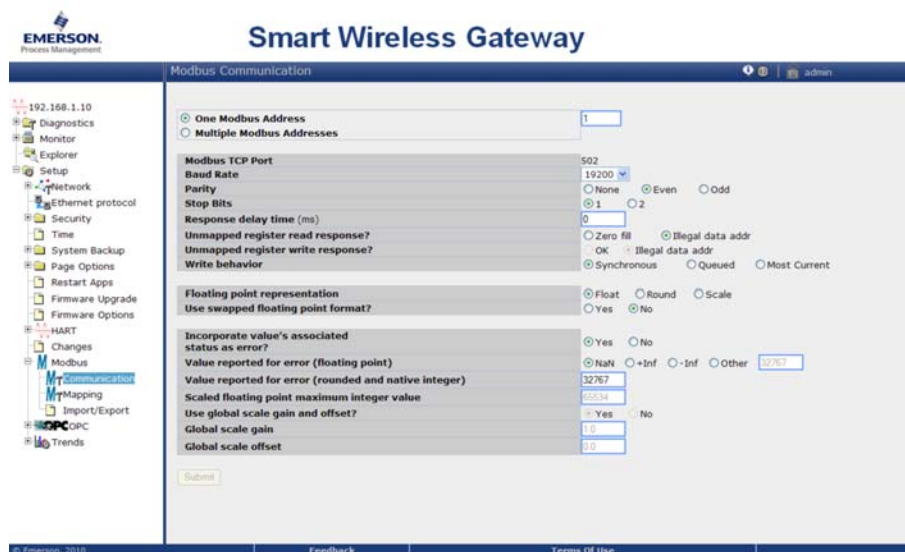 EMERSON.
Process Management
Smart Wireless Gateway
Modbus Communication
admin
192.168.1.10
Diagnostics
Monitor
Explorer
Setup
Network
Ethernet protocol
Security
Time
System Backup
Page Options
Restart Apps
Firmware Upgrade
Firmware Options
HART
Changes
Modbus
Communication
Mapping
Import/Export
OPC OPC
Trends
One Modbus Address 1
Multiple Modbus Addresses
Modbus TCP Port 502
Baud Rate 19200
Parity None Even Odd
Stop Bits 1 2
Response delay time (ms) 0
Unmapped register read response? Zero fill Illegal data addr
Unmapped register write response? OK Illegal data addr
Write behavior Synchronous Queued Most Current
Floating point representation Float Round Scale
Use swapped floating point format? Yes No
Incorporate value's associated
status as error? Yes No
Value reported for error (floating point) NaN +Inf -Inf Other 32767
Value reported for error (rounded and native integer) 32767
Scaled floating point maximum integer value 65534
Use global scale gain and offset? Yes No
Global scale gain 1.0
Global scale offset 0.0
Submit
© Emerson, 2010 Feedback Terms Of Use